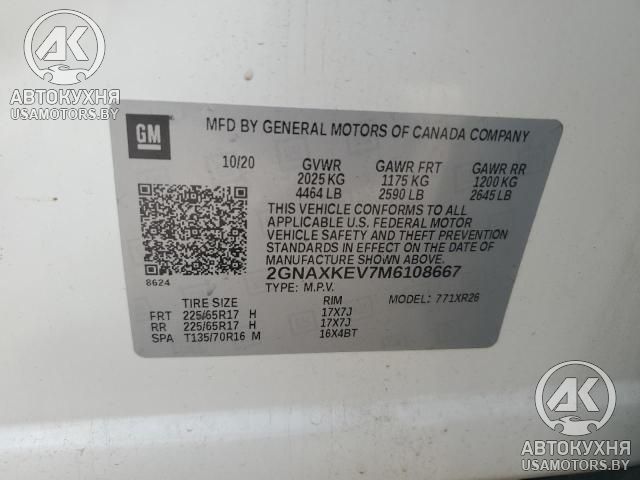 AK
АВТОКУХНЯ
USAMOTORS.BY
GM
MFD BY GENERAL MOTORS OF CANADA COMPANY
10/20 GVWR GAWR FRT GAWR RR
2025 KG 1175 KG 1200 KG
4464 LB 2590 LB 2645 LB
THIS VEHICLE CONFORMS TO ALL
APPLICABLE U.S. FEDERAL MOTOR
VEHICLE SAFETY AND THEFT PREVENTION
STANDARDS IN EFFECT ON THE DATE OF
MANUFACTURE SHOWN ABOVE.
8624
2GNAXKEV7M6108667
TYPE: M.P.V. MODEL: 771XR26
TIRE SIZE RIM
FRT 225/65R17 H 17X7J
RR 225/65R17 H 17X7J
SPA T135/70R16 M 16X4BT
AK
АВТОКУХНЯ
USAMOTORS.BY